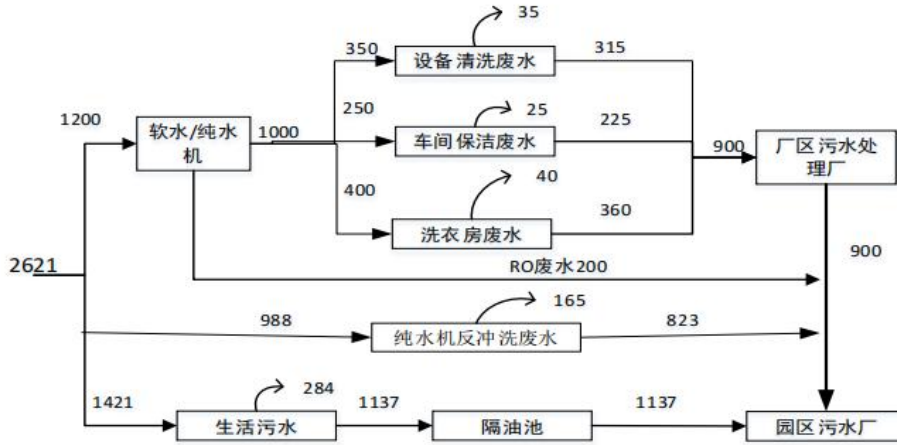 35
350
设备清洗废水
315
1200
250
25
软水/纯水
机
1000
车间保洁废水
225
900
厂区污水处
理厂
400
40
洗衣房废水
360
900
2621
RO废水200
165
988
纯水机反冲洗废水
823
284
1421
1137
1137
生活污水
隔油池
园区污水厂